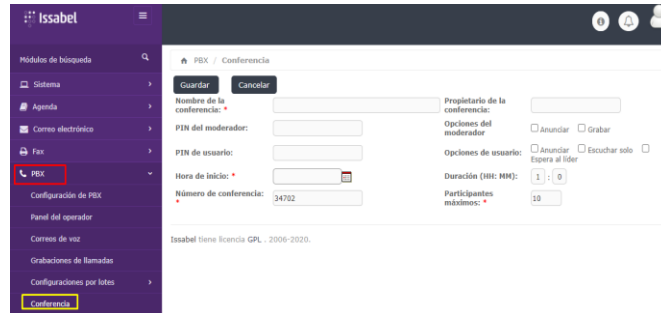 Issabel
Módulos de búsqueda
Sistema
Agenda
Correo electrónico
Fax
PBX
Configuración de PBX
Panel del operador
Correos de voz
Grabaciones de llamadas
Configuraciones por lotes
Conferencia
PBX / Conferencia
Guardar Cancelar
Nombre de la conferencia: *
Propietario de la conferencia:
PIN del moderador:
Opciones del moderador
Anunciar Grabar
PIN de usuario:
Opciones de usuario:
Anunciar Escuchar solo
Espera al líder
Hora de inicio: *
Duración (HH: MM):
1 : 0
Número de conferencia: *
34702
Participantes máximos: *
10
Issabel tiene licencia GPL . 2006-2020.